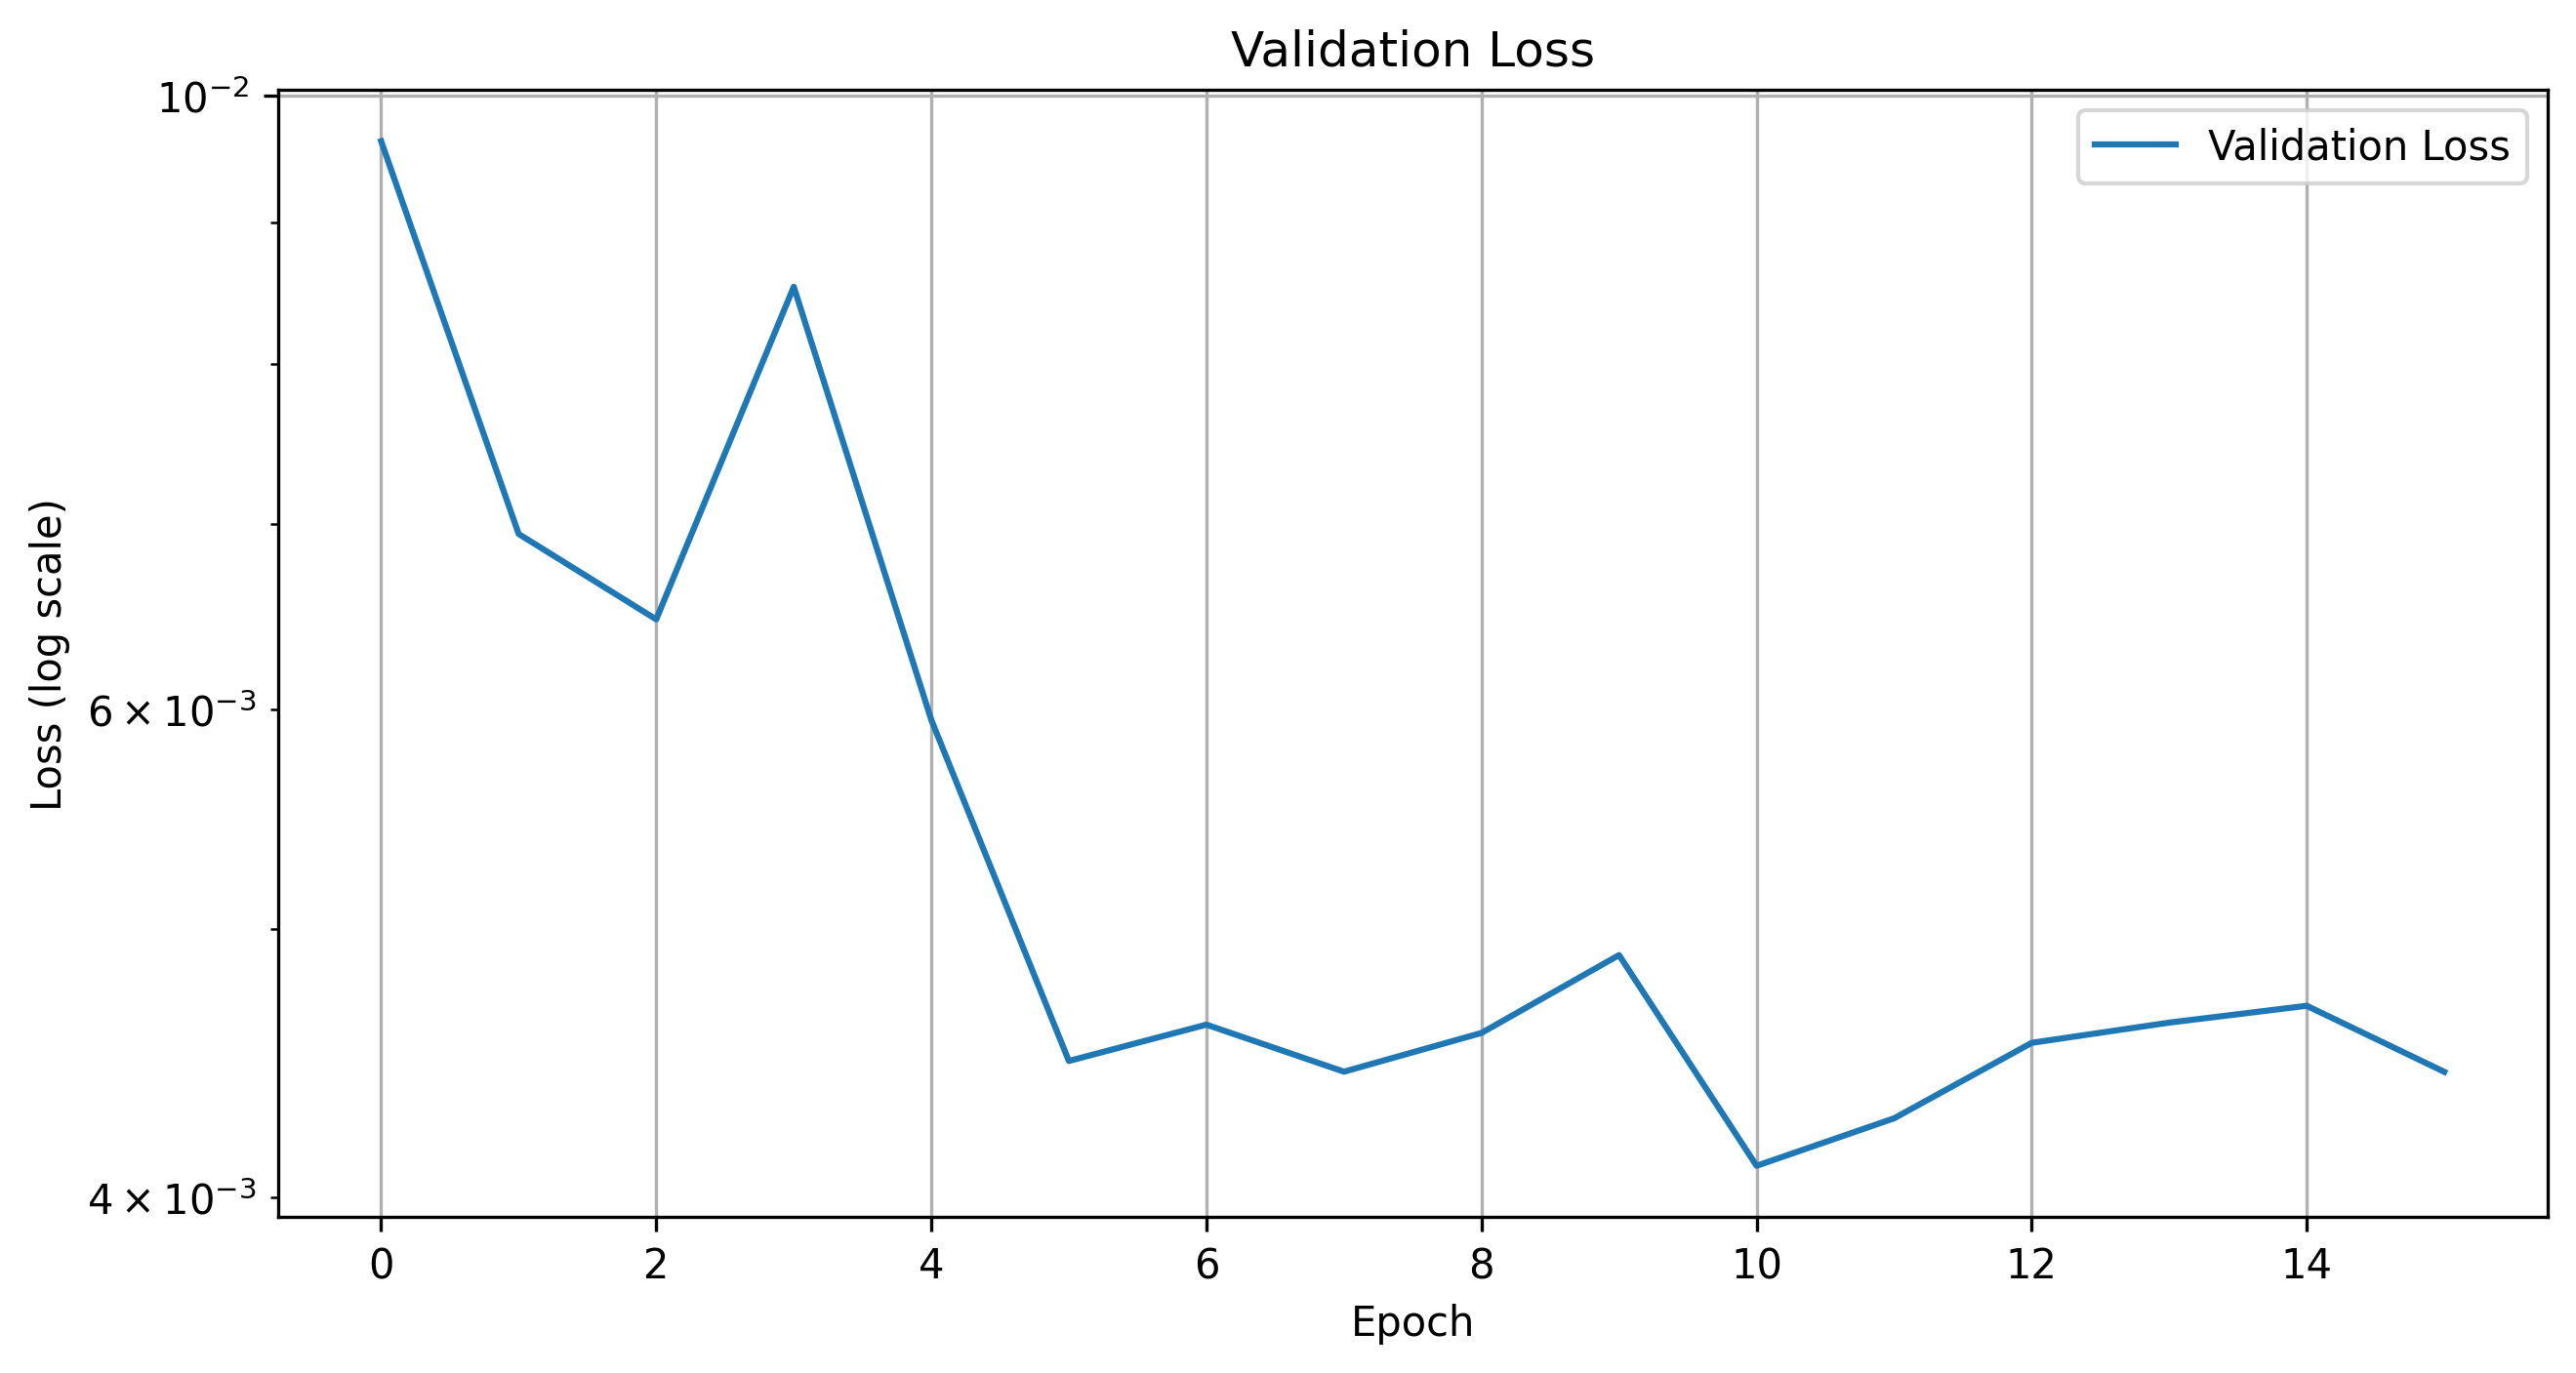 Validation Loss
10⁻²
Validation Loss
Loss (log scale)
6 × 10⁻³
4 × 10⁻³
0 2 4 6 8 10 12 14
Epoch